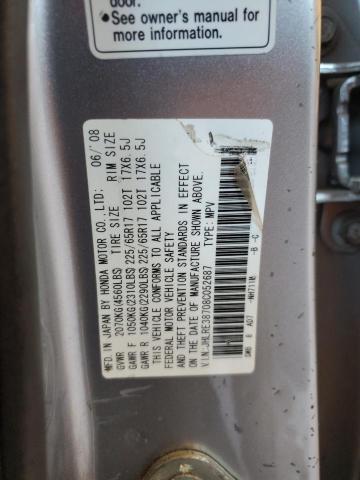 door.
See owner's manual for
more information.
MFD. IN JAPAN BY HONDA MOTOR CO., LTD: 06/'08
GVWR 2070KG(4560LBS) TIRE SIZE RIM SIZE
GAWR F 1050KG(2310LBS) 225/65R17 102T 17X6.5J
GAWR R 1040KG(2290LBS) 225/65R17 102T 17X6.5J
THIS VEHICLE CONFORMS TO ALL APPLICABLE
FEDERAL MOTOR VEHICLE SAFETY
AND THEFT PREVENTION STANDARDS IN EFFECT
ON THE DATE OF MANUFACTURE SHOWN ABOVE.
V.I.N:JHLRE38708C052687 TYPE: MPV
SWB E A07 -B -C